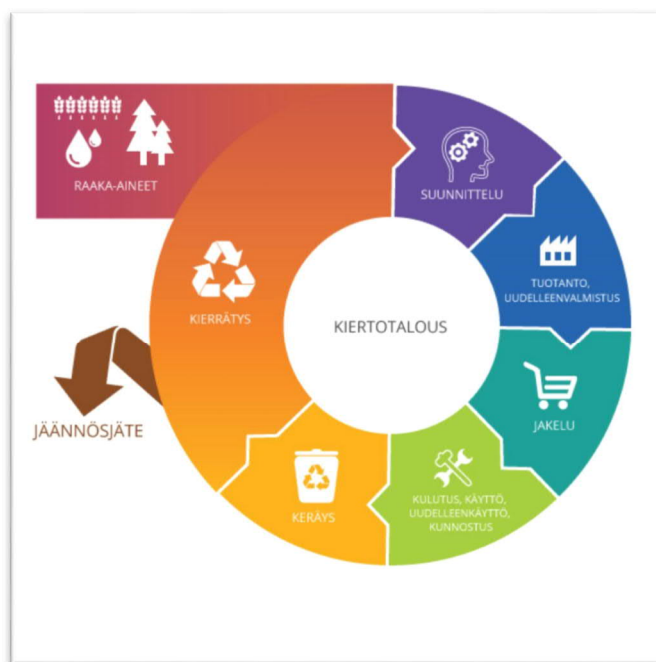 RAAKA-AINEET
SUUNNITTELU
TUOTANTO,
UUDELLEENVALMISTUS
JAKELU
KULUTUS, KÄYTTÖ,
UUDELLEENKÄYTTÖ,
KUNNOSTUS
KERÄYS
KIERRÄTYS
JÄÄNNÖSJÄTE
KIERTOTALOUS